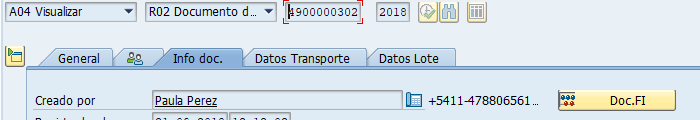 A04 Visualizar R02 Documento d... 4900000302 2018
General Info doc. Datos Transporte Datos Lote
Creado por Paula Perez +5411-478806561... Doc.FI